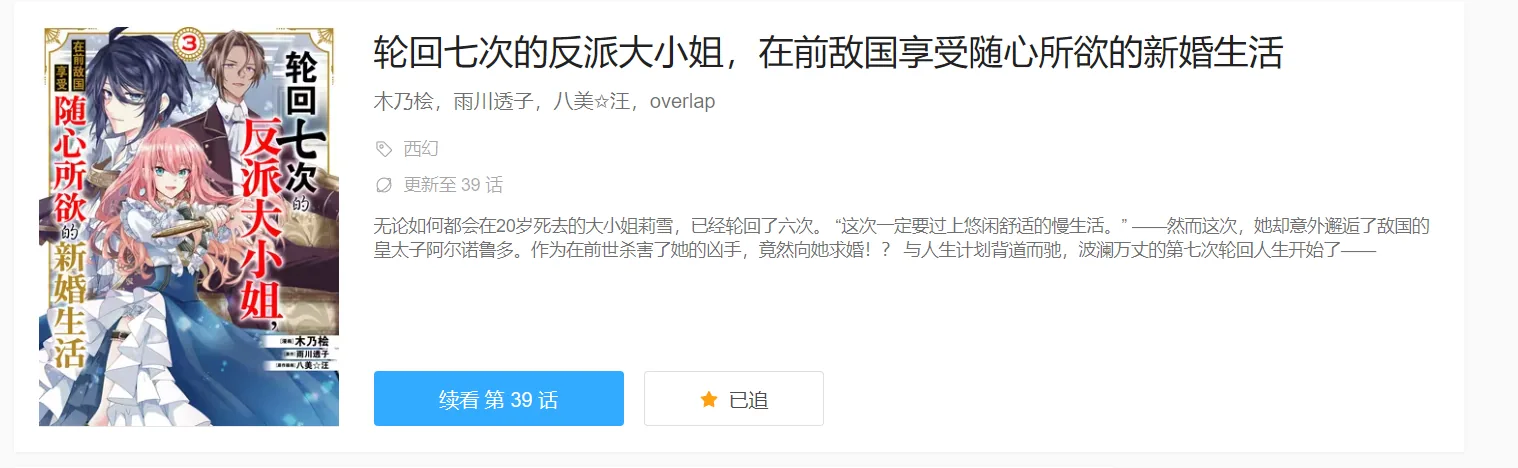 3
轮回七次的
反派大小姐，
在前敌国
享受
随心所欲的
新婚生活
[漫画]木乃桧
[原作]雨川透子
[原作插画]八美☆汪
轮回七次的反派大小姐，在前敌国享受随心所欲的新婚生活
木乃桧，雨川透子，八美☆汪，overlap
西幻
更新至 39 话
无论如何都会在20岁死去的大小姐莉雪，已经轮回了六次。 “这次一定要过上悠闲舒适的慢生活。” ——然而这次，她却意外邂逅了敌国的
皇太子阿尔诺鲁多。作为在前世杀害了她的凶手，竟然向她求婚！？ 与人生计划背道而驰，波澜万丈的第七次轮回人生开始了——
续看 第 39 话
已追